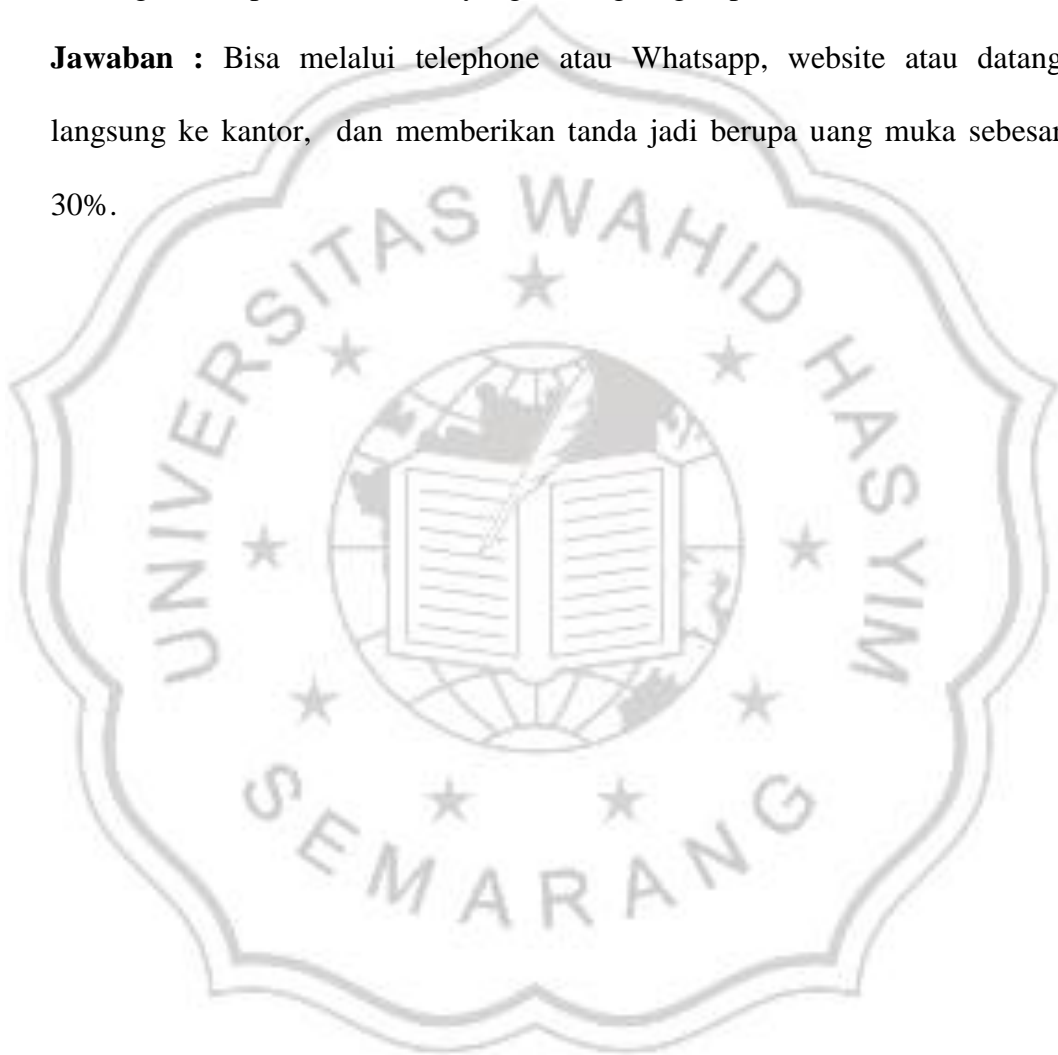 Jawaban : Bisa melalui telephone atau Whatsapp, website atau datang
langsung ke kantor, dan memberikan tanda jadi berupa uang muka sebesar
30%.
UNIVERSITAS WAHID HASYIM
SEMARANG